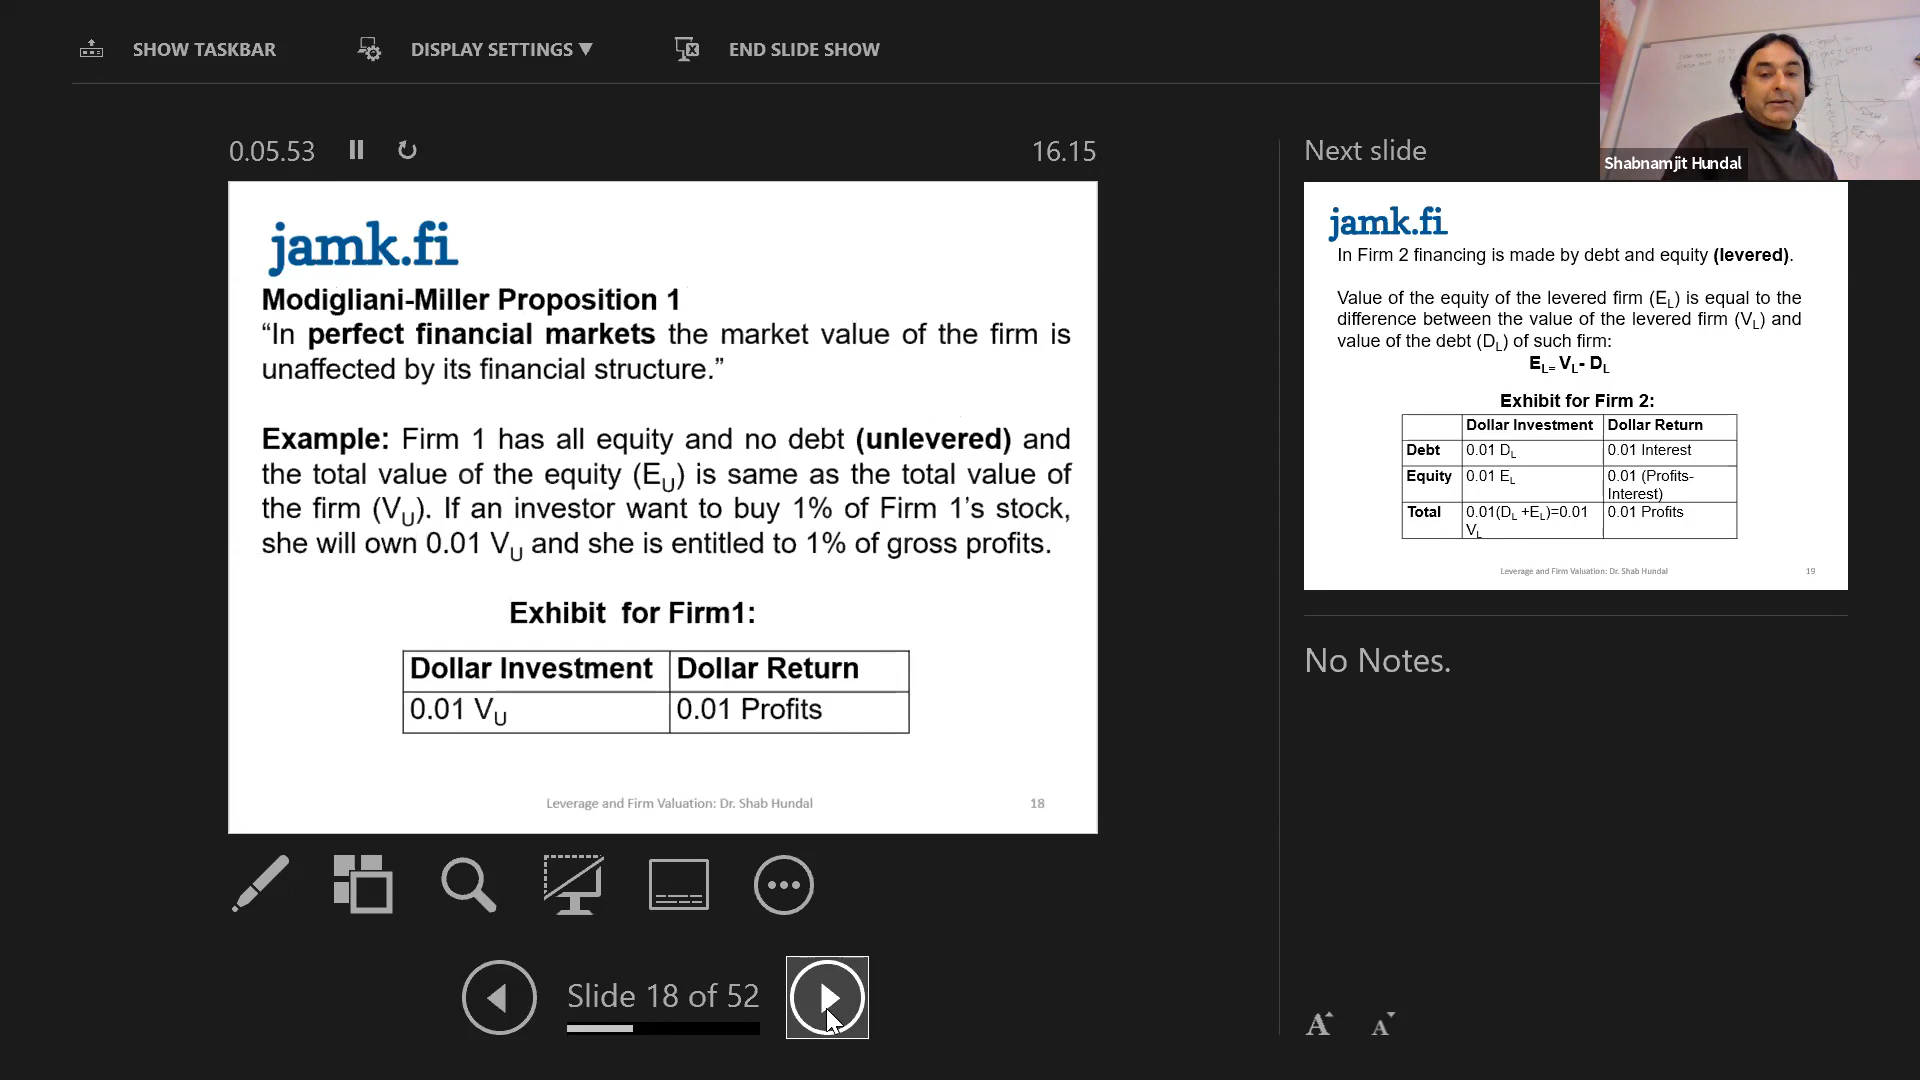 SHOW TASKBAR
DISPLAY SETTINGS ▼
END SLIDE SHOW
Shabnamjit Hundal
0.05.53
16.15
jamk.fi
Modigliani-Miller Proposition 1
“In perfect financial markets the market value of the firm is
unaffected by its financial structure.”
Example: Firm 1 has all equity and no debt (unlevered) and
the total value of the equity (EU) is same as the total value of
the firm (VU). If an investor want to buy 1% of Firm 1’s stock,
she will own 0.01 VU and she is entitled to 1% of gross profits.
Exhibit for Firm1:
Dollar Investment Dollar Return
0.01 VU 0.01 Profits
Leverage and Firm Valuation: Dr. Shab Hundal
18
Slide 18 of 52
Next slide
jamk.fi
In Firm 2 financing is made by debt and equity (levered).
Value of the equity of the levered firm (EL) is equal to the
difference between the value of the levered firm (VL) and
value of the debt (DL) of such firm:
EL= VL- DL
Exhibit for Firm 2:
Dollar Investment Dollar Return
Debt 0.01 DL 0.01 Interest
Equity 0.01 EL 0.01 (Profits-
Interest)
Total 0.01(DL +EL)=0.01 0.01 Profits
VL
Leverage and Firm Valuation: Dr. Shab Hundal
19
No Notes.
A A